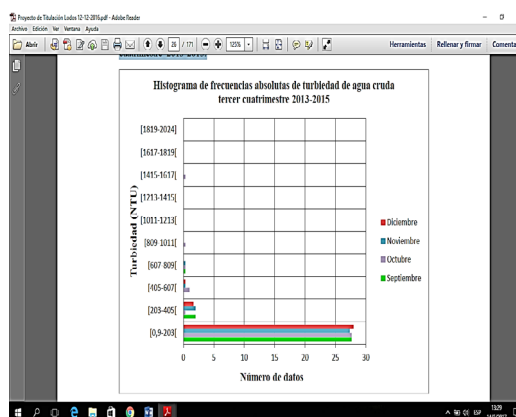 Proyecto de Titulación Lodos 12-12-2016.pdf - Adobe Reader
Archivo Edición Ver Ventana Ayuda
Abrir 26 / 171 125% Herramientas Rellenar y firmar Comentario
Histograma de frecuencias absolutas de turbiedad de agua cruda
tercer cuatrimestre 2013-2015
Turbiedad (NTU)
[1819-2024]
[1617-1819[
[1415-1617[
[1213-1415[
[1011-1213[
[809-1011[
[607-809[
[405-607[
[203-405[
[0,9-203[
0 5 10 15 20 25 30
Número de datos
Diciembre
Noviembre
Octubre
Septiembre
ESP 13:29